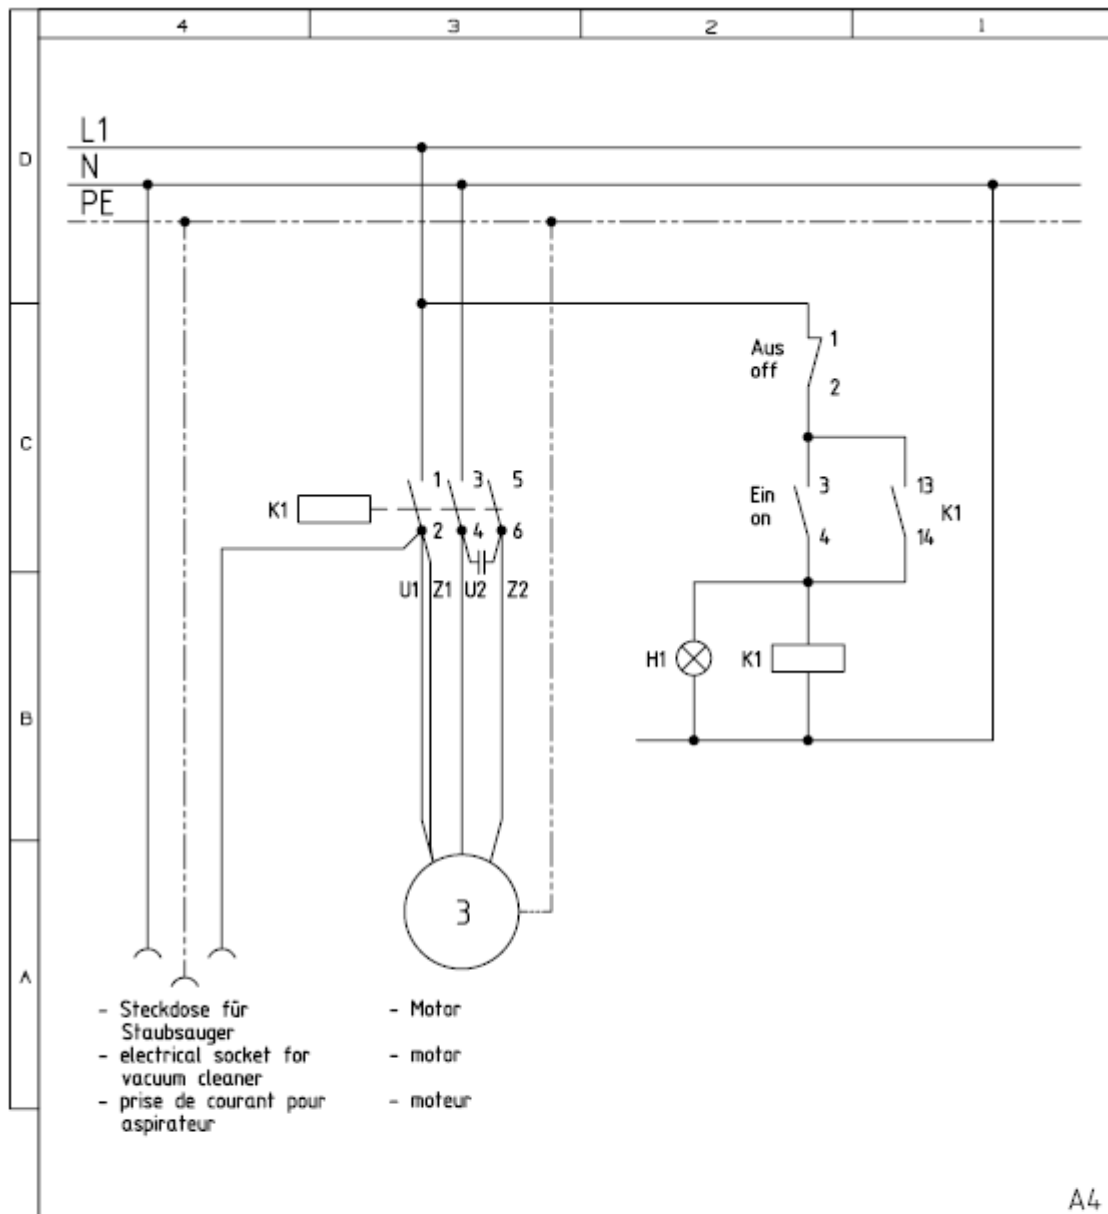 4 3 2 1
D
L1
N
PE
C
Aus
off
1
2
Ein
on
3
4
13
14
K1
K1
1 3 5
2 4 6
U1 Z1 U2 Z2
B
H1
K1
A
3
- Steckdose für
Staubsauger
- electrical socket for
vacuum cleaner
- prise de courant pour
aspirateur
- Motor
- motor
- moteur
A4